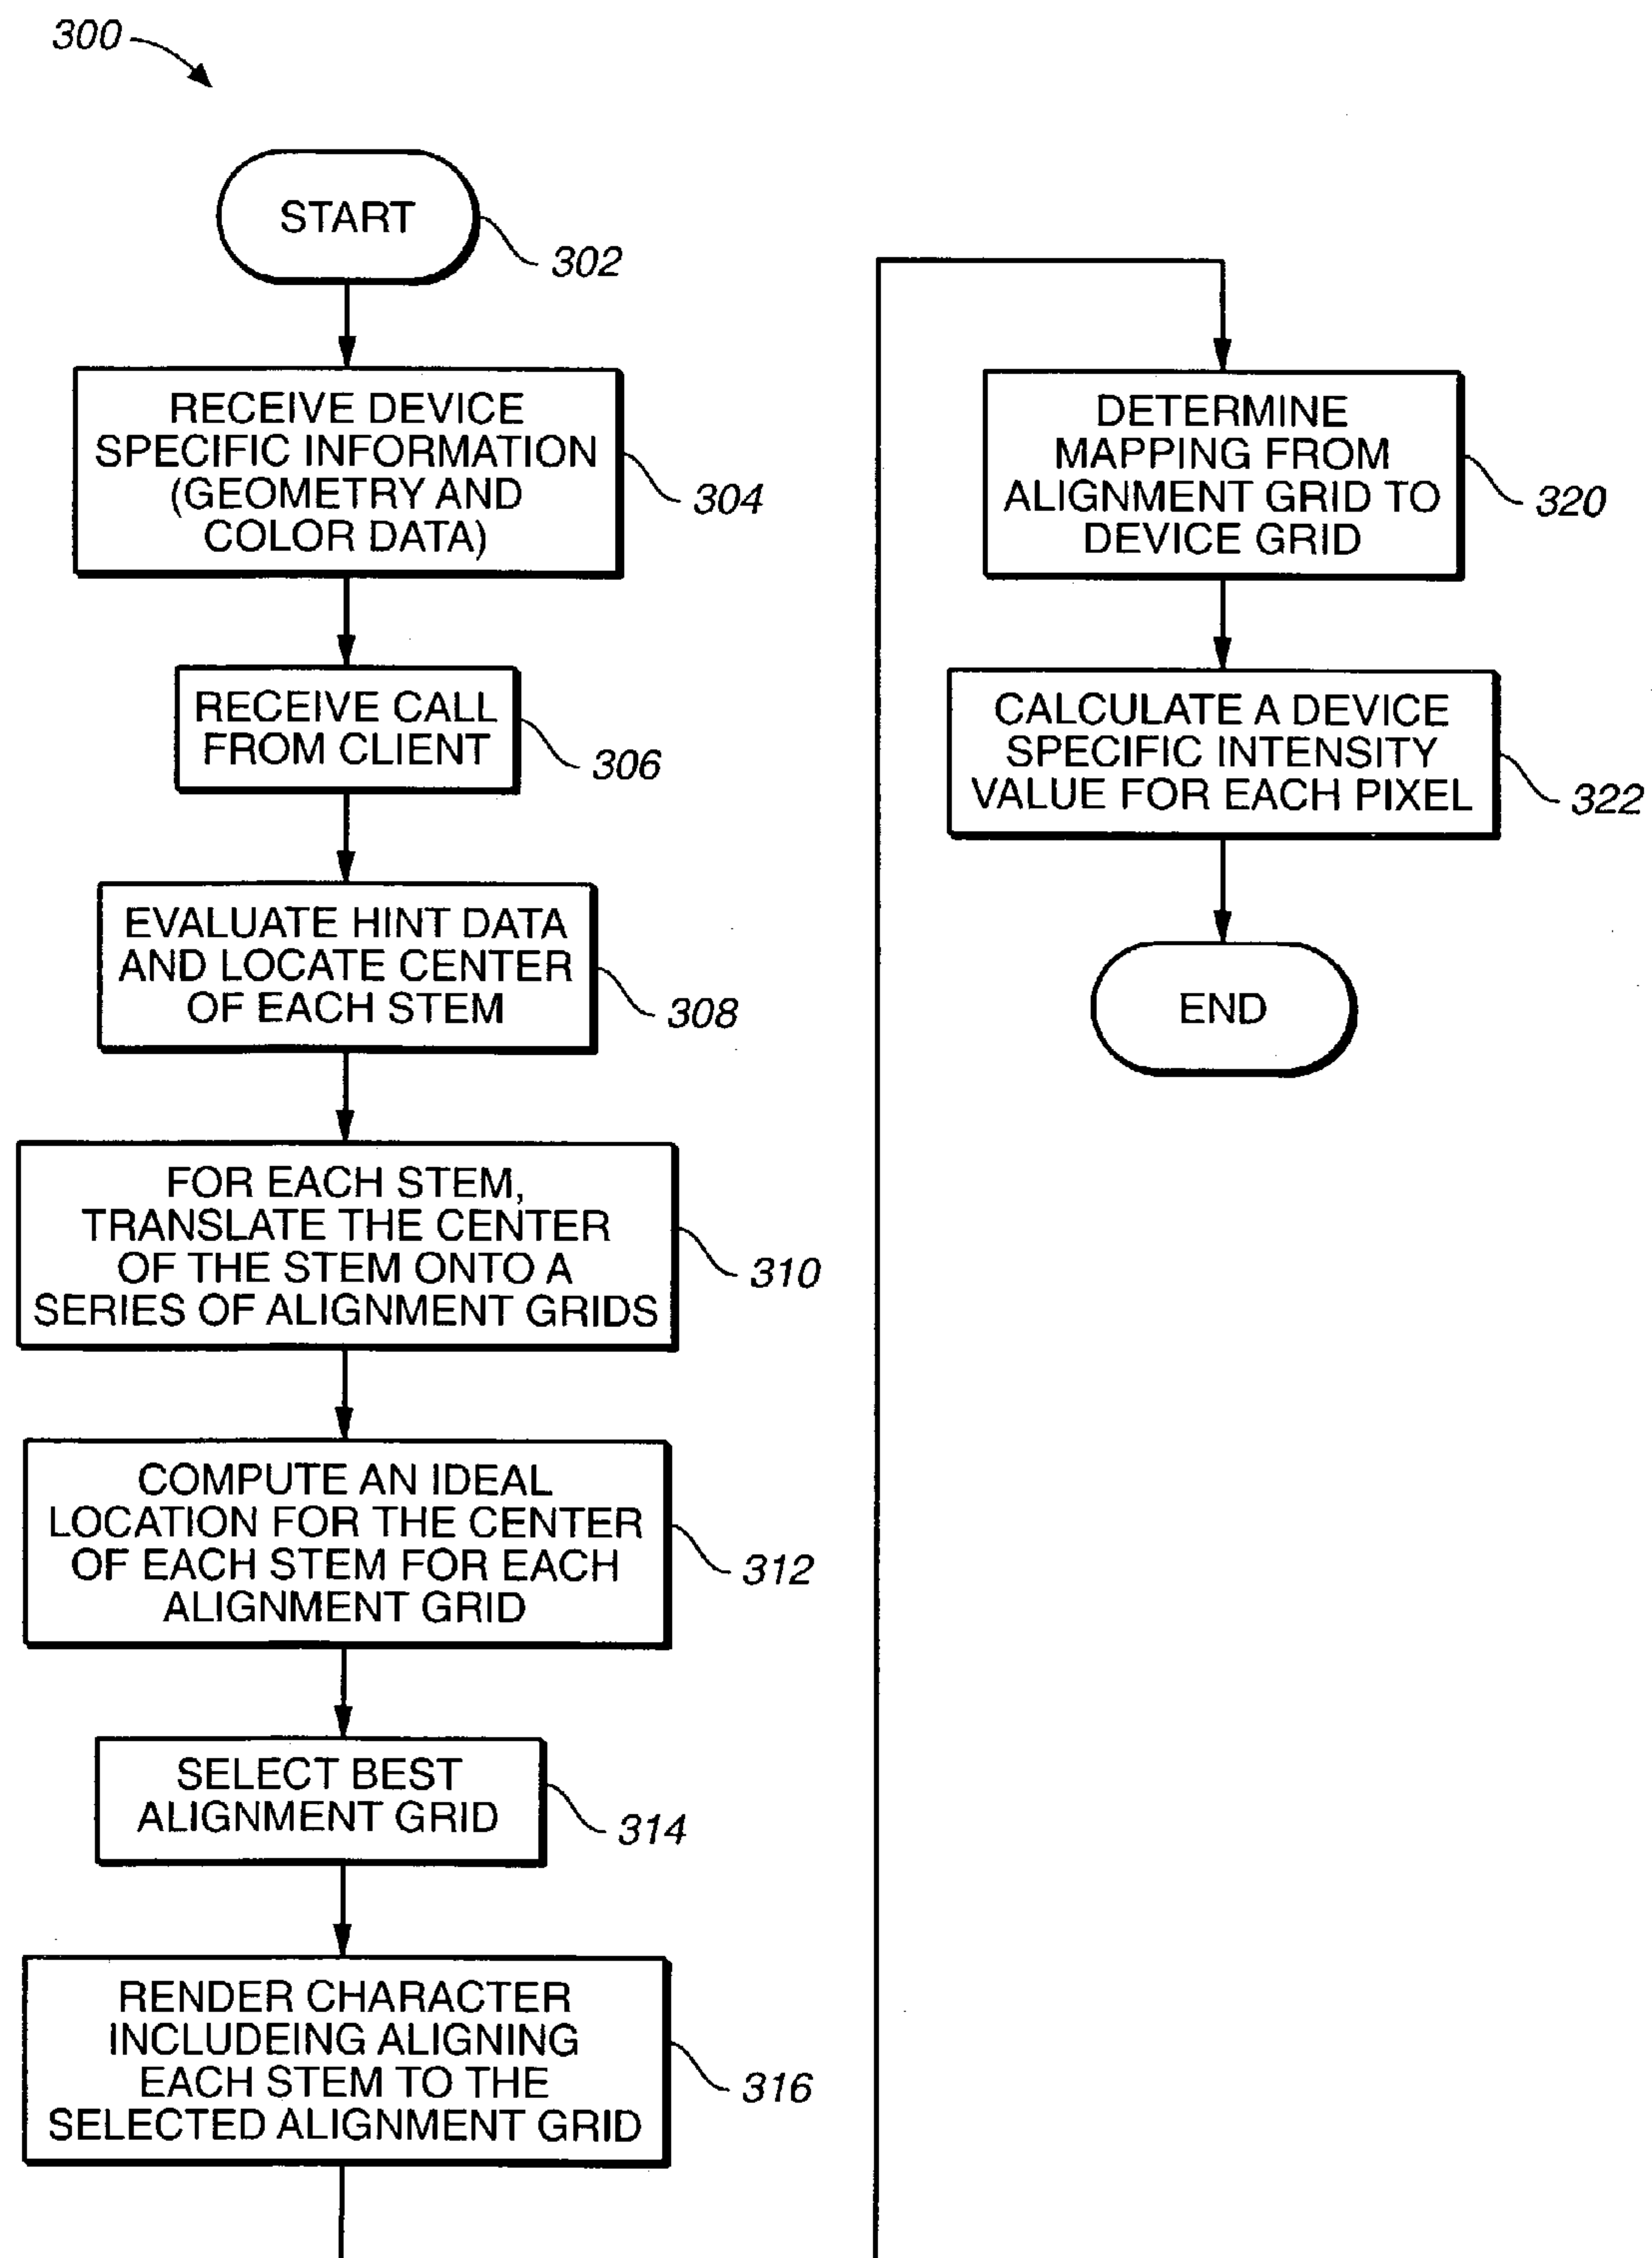 300
START
302
RECEIVE DEVICE
SPECIFIC INFORMATION
(GEOMETRY AND
COLOR DATA)
304
RECEIVE CALL
FROM CLIENT
306
EVALUATE HINT DATA
AND LOCATE CENTER
OF EACH STEM
308
FOR EACH STEM,
TRANSLATE THE CENTER
OF THE STEM ONTO A
SERIES OF ALIGNMENT GRIDS
310
COMPUTE AN IDEAL
LOCATION FOR THE CENTER
OF EACH STEM FOR EACH
ALIGNMENT GRID
312
SELECT BEST
ALIGNMENT GRID
314
RENDER CHARACTER
INCLUDEING ALIGNING
EACH STEM TO THE
SELECTED ALIGNMENT GRID
316
DETERMINE
MAPPING FROM
ALIGNMENT GRID TO
DEVICE GRID
320
CALCULATE A DEVICE
SPECIFIC INTENSITY
VALUE FOR EACH PIXEL
322
END